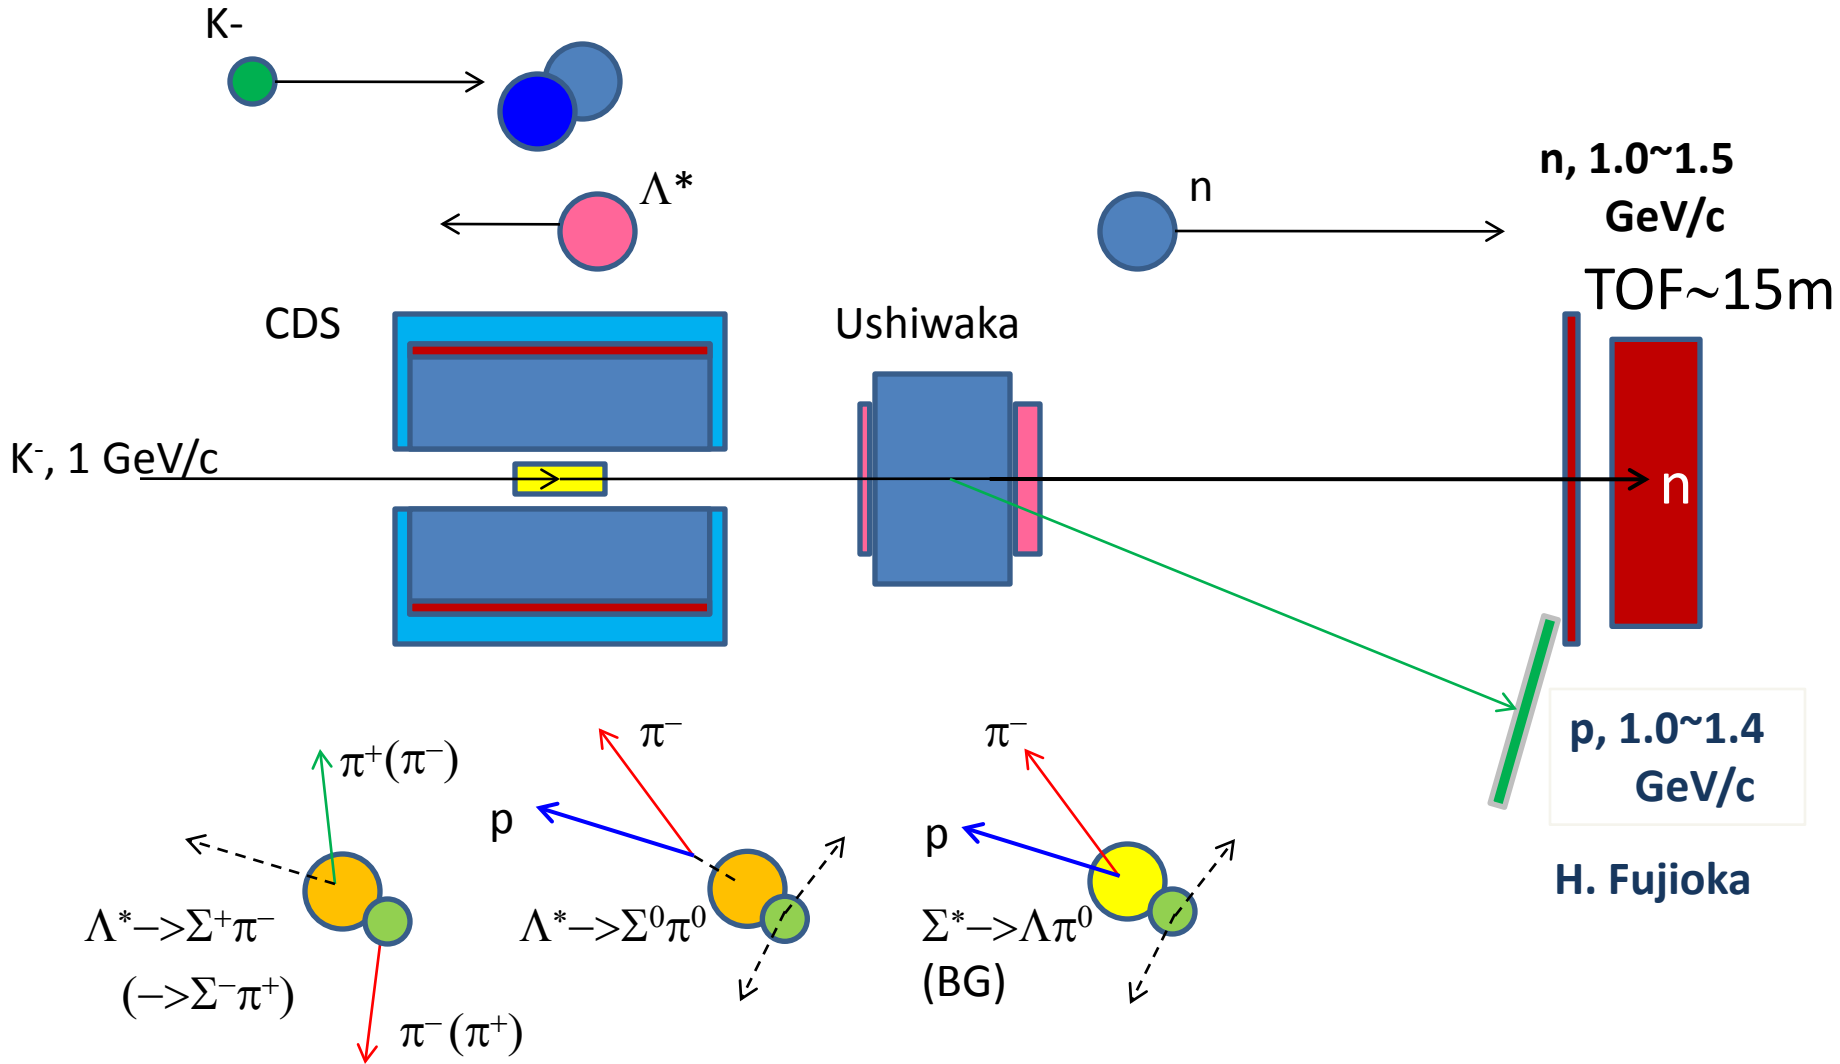 K-
n, 1.0~1.5
GeV/c
Λ*
n
TOF~15m
CDS
Ushiwaka
K⁻, 1 GeV/c
n
p, 1.0~1.4
GeV/c
π⁺(π⁻)
π⁻
π⁻
p
p
H. Fujioka
Λ*->Σ⁺π⁻
(->Σ⁻π⁺)
Λ*->Σ⁰π⁰
Σ*->Λπ⁰
(BG)
π⁻(π⁺)